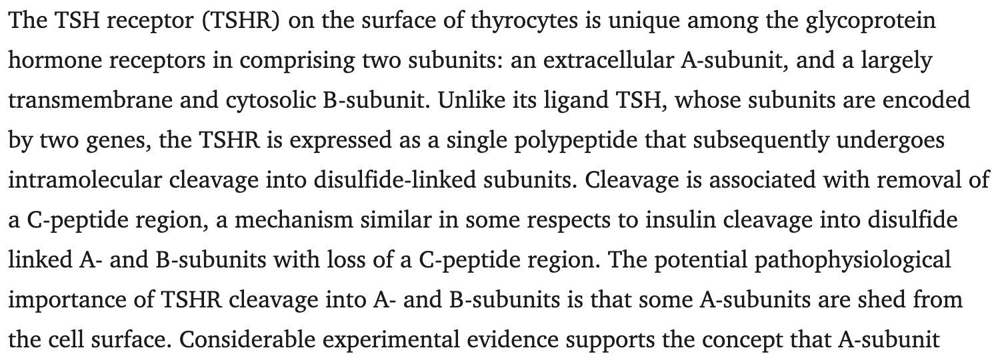 The TSH receptor (TSHR) on the surface of thyrocytes is unique among the glycoprotein
hormone receptors in comprising two subunits: an extracellular A-subunit, and a largely
transmembrane and cytosolic B-subunit. Unlike its ligand TSH, whose subunits are encoded
by two genes, the TSHR is expressed as a single polypeptide that subsequently undergoes
intramolecular cleavage into disulfide-linked subunits. Cleavage is associated with removal of
a C-peptide region, a mechanism similar in some respects to insulin cleavage into disulfide
linked A- and B-subunits with loss of a C-peptide region. The potential pathophysiological
importance of TSHR cleavage into A- and B-subunits is that some A-subunits are shed from
the cell surface. Considerable experimental evidence supports the concept that A-subunit